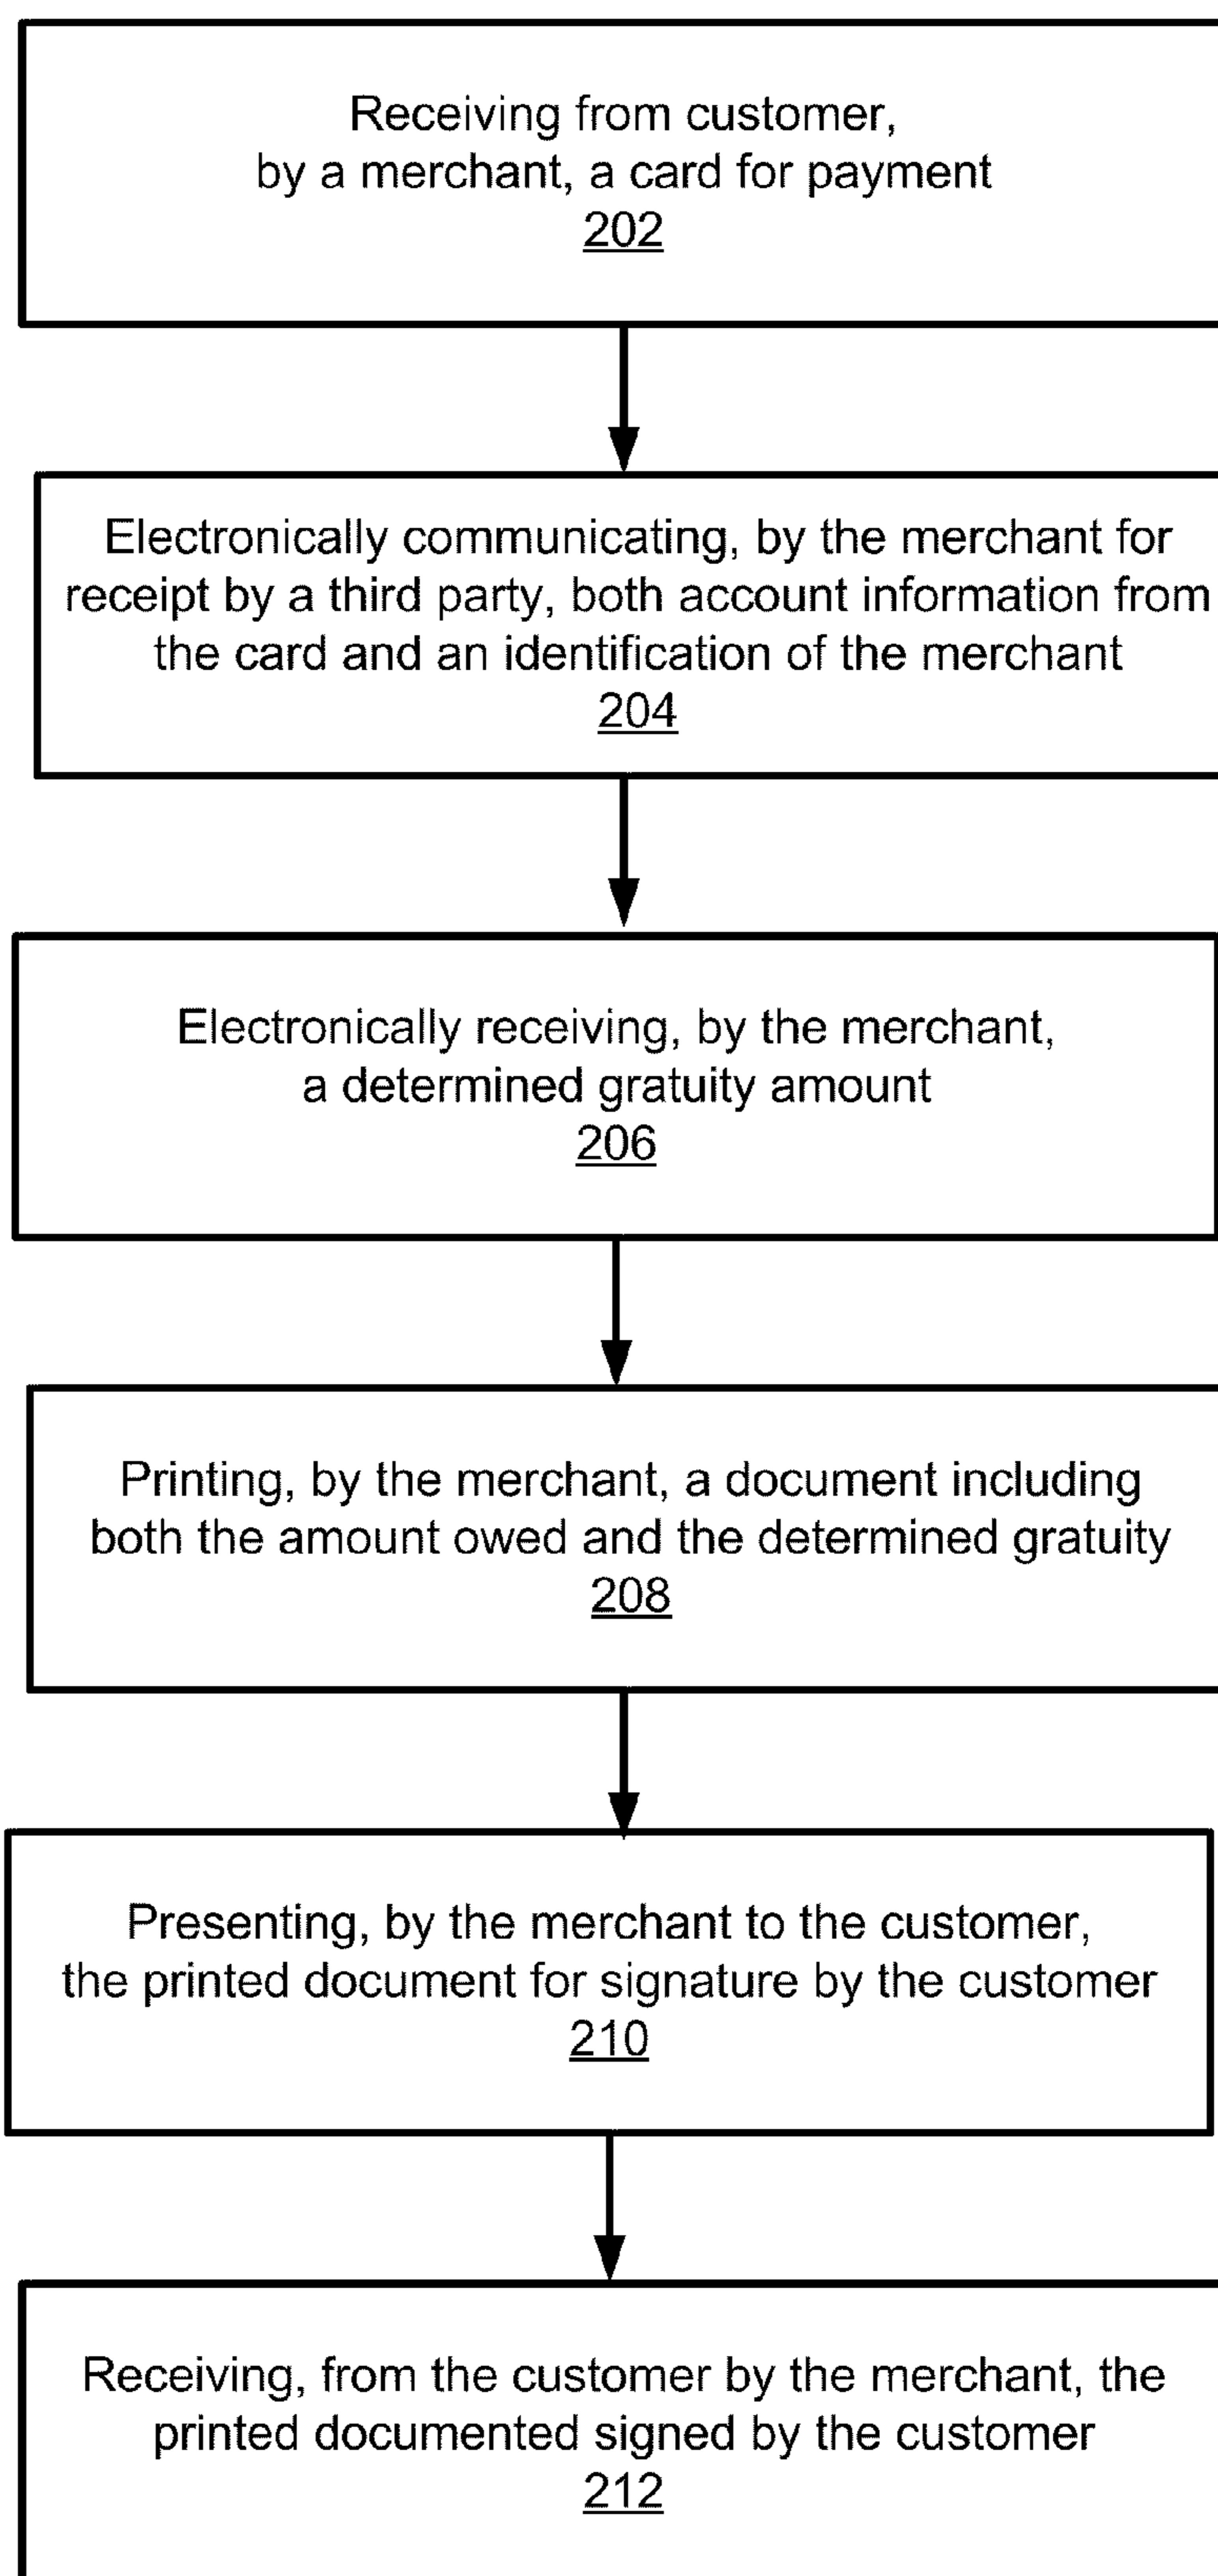 Receiving from customer,
by a merchant, a card for payment
202
Electronically communicating, by the merchant for
receipt by a third party, both account information from
the card and an identification of the merchant
204
Electronically receiving, by the merchant,
a determined gratuity amount
206
Printing, by the merchant, a document including
both the amount owed and the determined gratuity
208
Presenting, by the merchant to the customer,
the printed document for signature by the customer
210
Receiving, from the customer by the merchant, the
printed documented signed by the customer
212